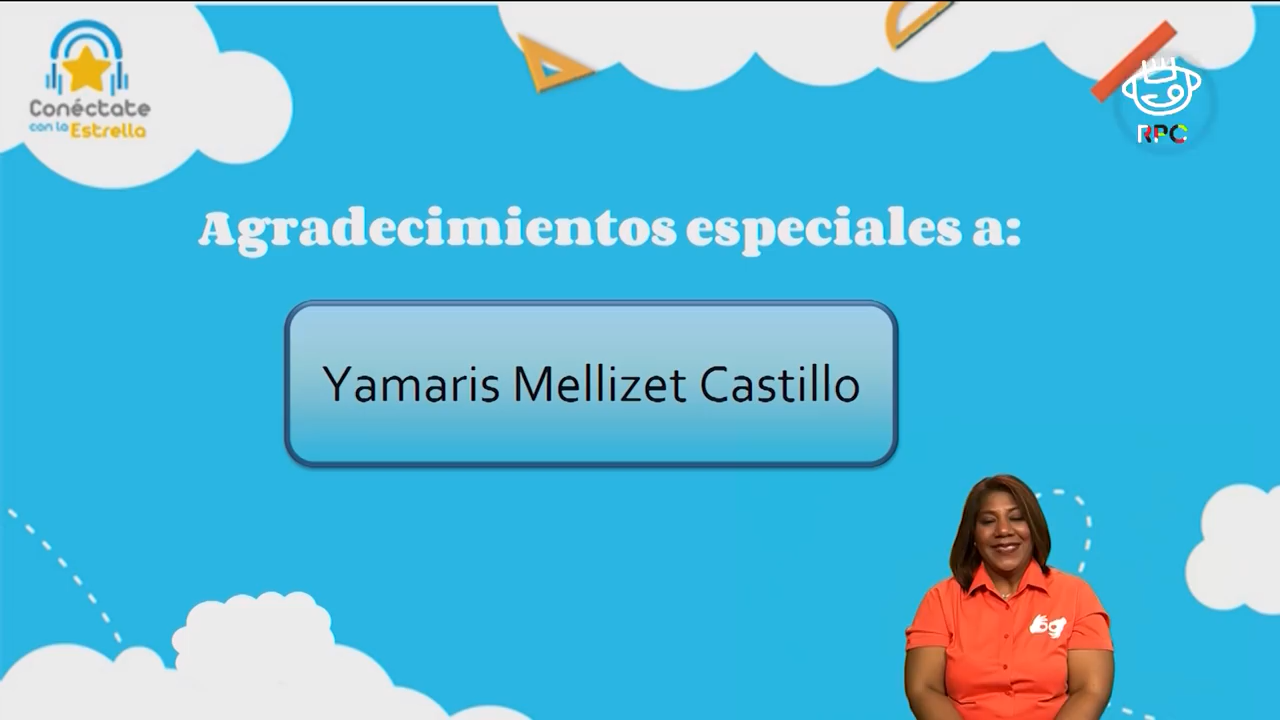 Conéctate
con la Estrella
RPC
Agradecimientos especiales a:
Yamaris Mellizet Castillo